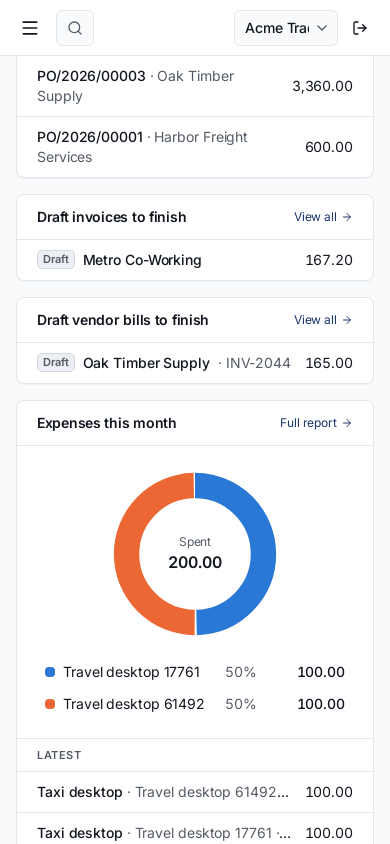 Acme Trac
PO/2026/00003 · Oak Timber
Supply
3,360.00
PO/2026/00001 · Harbor Freight
Services
600.00
Draft invoices to finish
View all →
Draft Metro Co-Working 167.20
Draft vendor bills to finish
View all →
Draft Oak Timber Supply · INV-2044 165.00
Expenses this month
Full report →
Spent
200.00
Travel desktop 17761 50% 100.00
Travel desktop 61492 50% 100.00
LATEST
Taxi desktop · Travel desktop 61492... 100.00
Taxi desktop · Travel desktop 17761 ·... 100.00